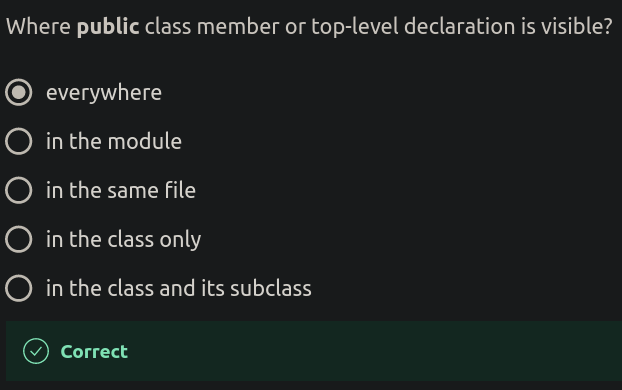 Where public class member or top-level declaration is visible?
everywhere
in the module
in the same file
in the class only
in the class and its subclass
Correct